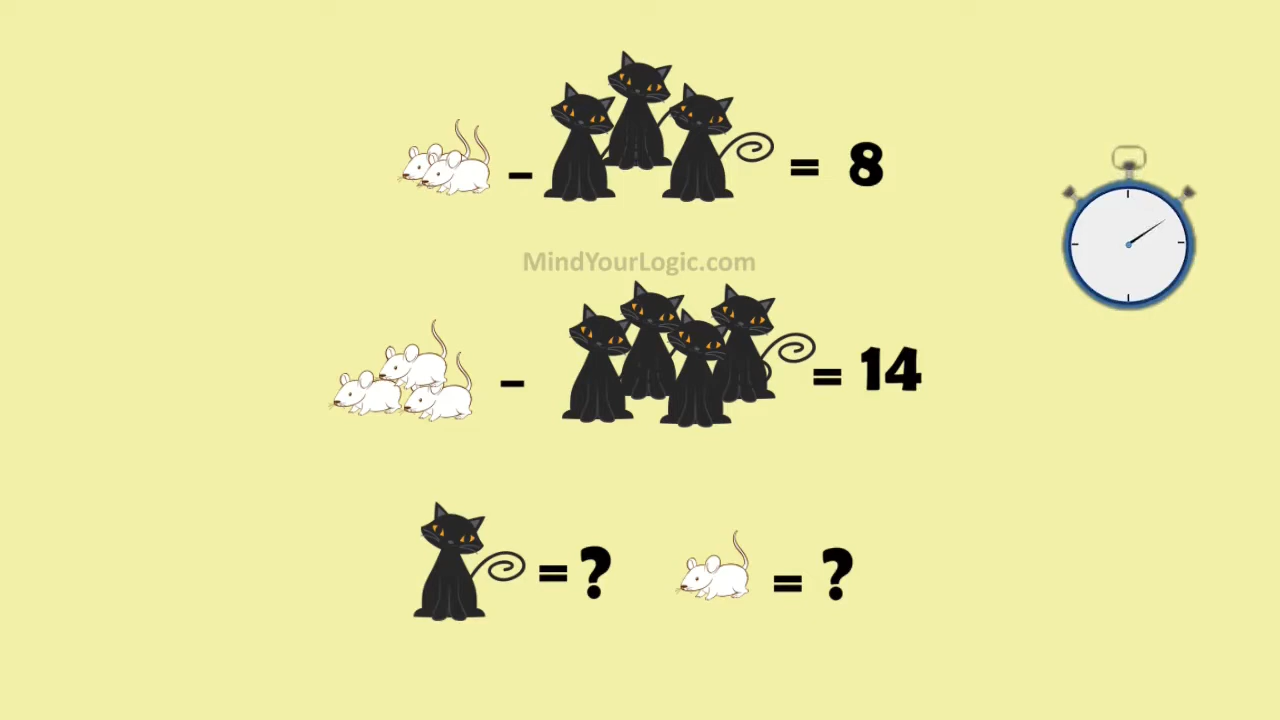 – = 8
MindYourLogic.com
– = 14
= ? = ?